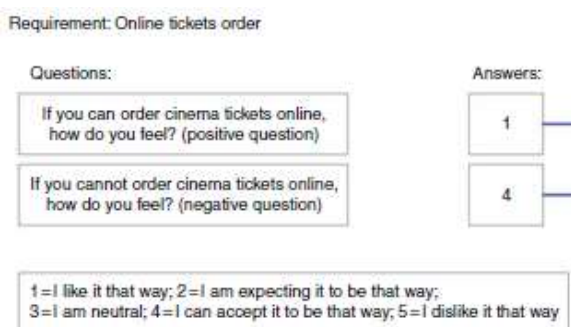 Requirement: Online tickets order
Questions:
Answers:
If you can order cinema tickets online,
how do you feel? (positive question)
1
If you cannot order cinema tickets online,
how do you feel? (negative question)
4
1=I like it that way; 2=I am expecting it to be that way;
3=I am neutral; 4=I can accept it to be that way; 5=I dislike it that way